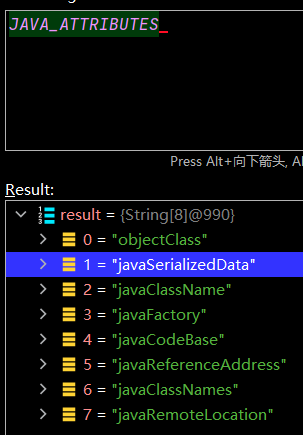 JAVA_ATTRIBUTES
Press Alt+向下箭头, Al
Result:
result = {String[8]@990}
0 = "objectClass"
1 = "javaSerializedData"
2 = "javaClassName"
3 = "javaFactory"
4 = "javaCodeBase"
5 = "javaReferenceAddress"
6 = "javaClassNames"
7 = "javaRemoteLocation"